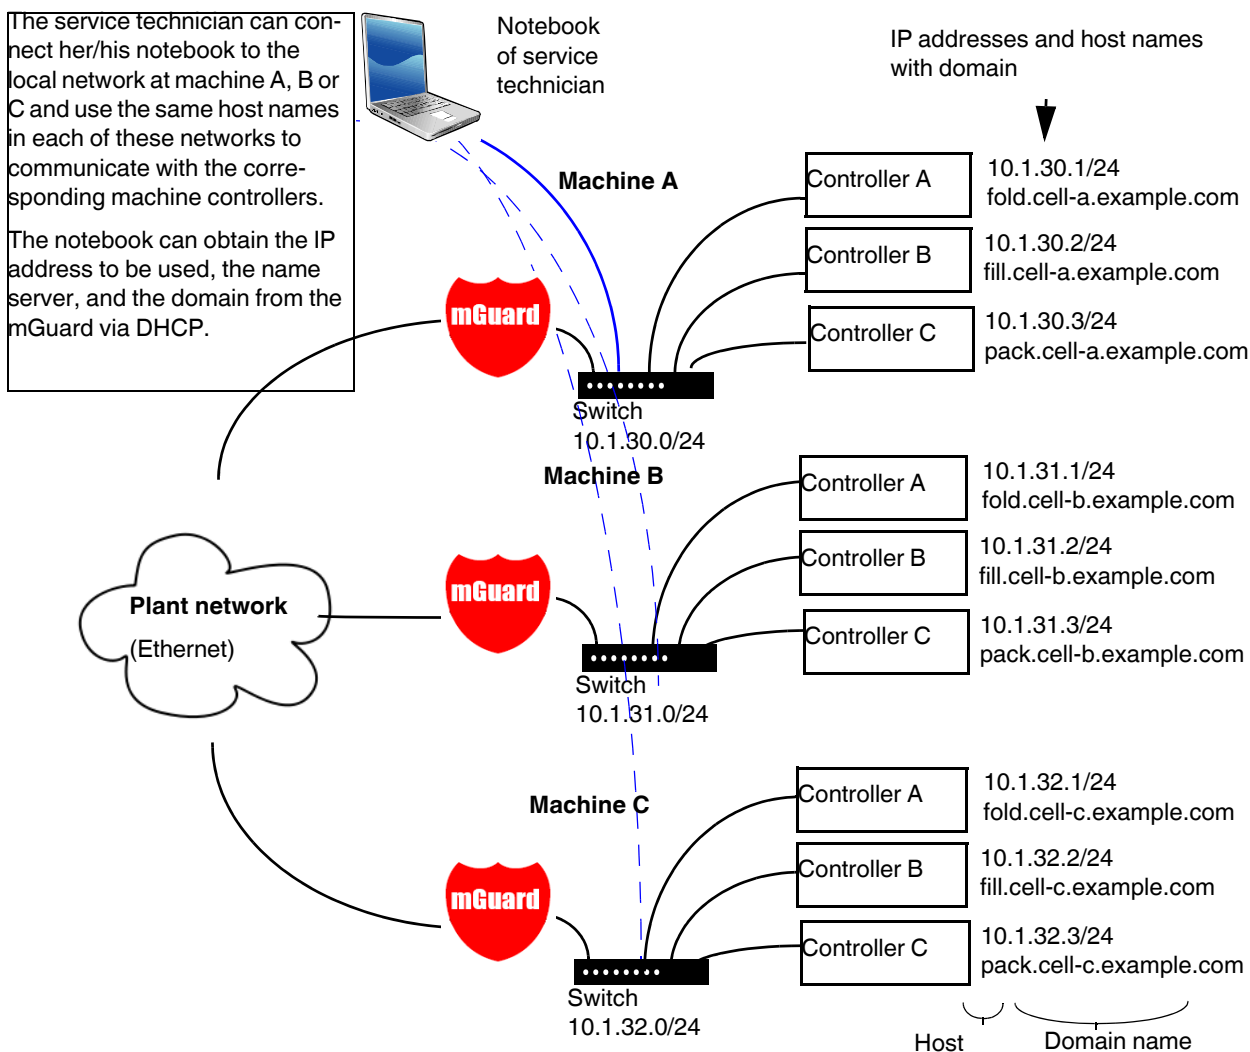 The service technician can con-
nect her/his notebook to the
local network at machine A, B or
C and use the same host names
in each of these networks to
communicate with the corre-
sponding machine controllers.
The notebook can obtain the IP
address to be used, the name
server, and the domain from the
mGuard via DHCP.
Notebook
of service
technician
IP addresses and host names
with domain
Machine A
mGuard
Switch
10.1.30.0/24
Controller A
10.1.30.1/24
fold.cell-a.example.com
Controller B
10.1.30.2/24
fill.cell-a.example.com
Controller C
10.1.30.3/24
pack.cell-a.example.com
Plant network
(Ethernet)
Machine B
mGuard
Switch
10.1.31.0/24
Controller A
10.1.31.1/24
fold.cell-b.example.com
Controller B
10.1.31.2/24
fill.cell-b.example.com
Controller C
10.1.31.3/24
pack.cell-b.example.com
Machine C
mGuard
Switch
10.1.32.0/24
Controller A
10.1.32.1/24
fold.cell-c.example.com
Controller B
10.1.32.2/24
fill.cell-c.example.com
Controller C
10.1.32.3/24
pack.cell-c.example.com
Host
Domain name